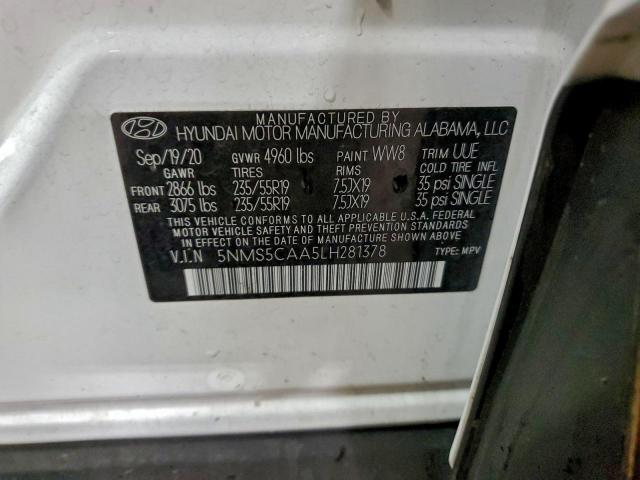 MANUFACTURED BY
HYUNDAI MOTOR MANUFACTURING ALABAMA, LLC
Sep/19/20 GVWR 4960 lbs PAINT WW8 TRIM UUE
GAWR TIRES COLD TIRE INFL
FRONT 2866 lbs 235/55R19 7.5JX19 35 psi SINGLE
REAR 3075 lbs 235/55R19 7.5JX19 35 psi SINGLE
THIS VEHICLE CONFORMS TO ALL APPLICABLE U.S.A. FEDERAL
MOTOR VEHICLE SAFETY AND THEFT PREVENTION STANDARDS
IN EFFECT ON THE DATE OF MANUFACTURE SHOWN ABOVE.
V.I.N 5NMS5CAA5LH281378 TYPE: MPV